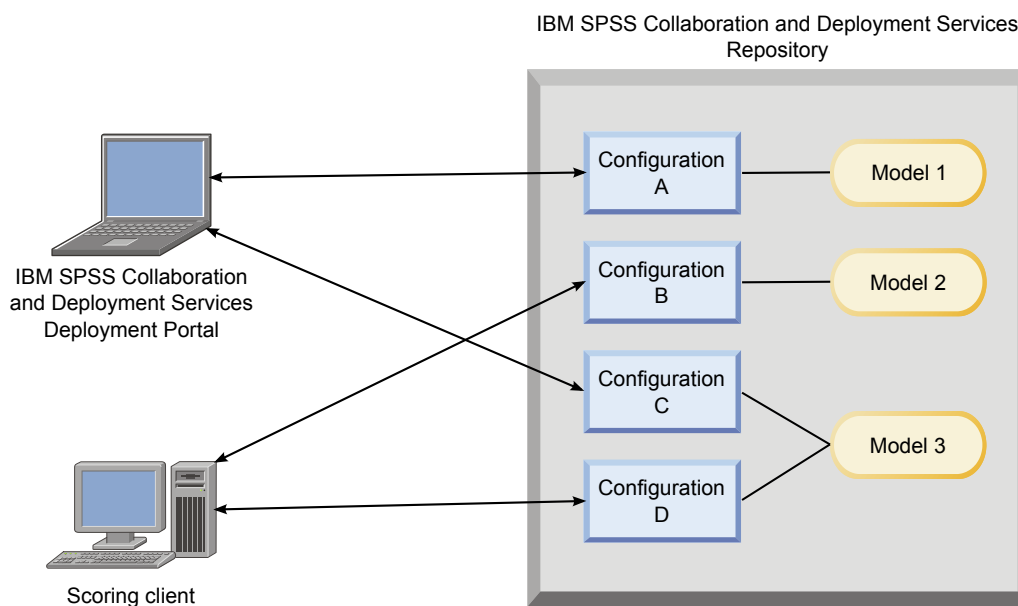 IBM SPSS Collaboration and Deployment Services
Repository
Configuration
A
Model 1
IBM SPSS Collaboration
and Deployment Services
Deployment Portal
Configuration
B
Model 2
Configuration
C
Model 3
Configuration
D
Scoring client